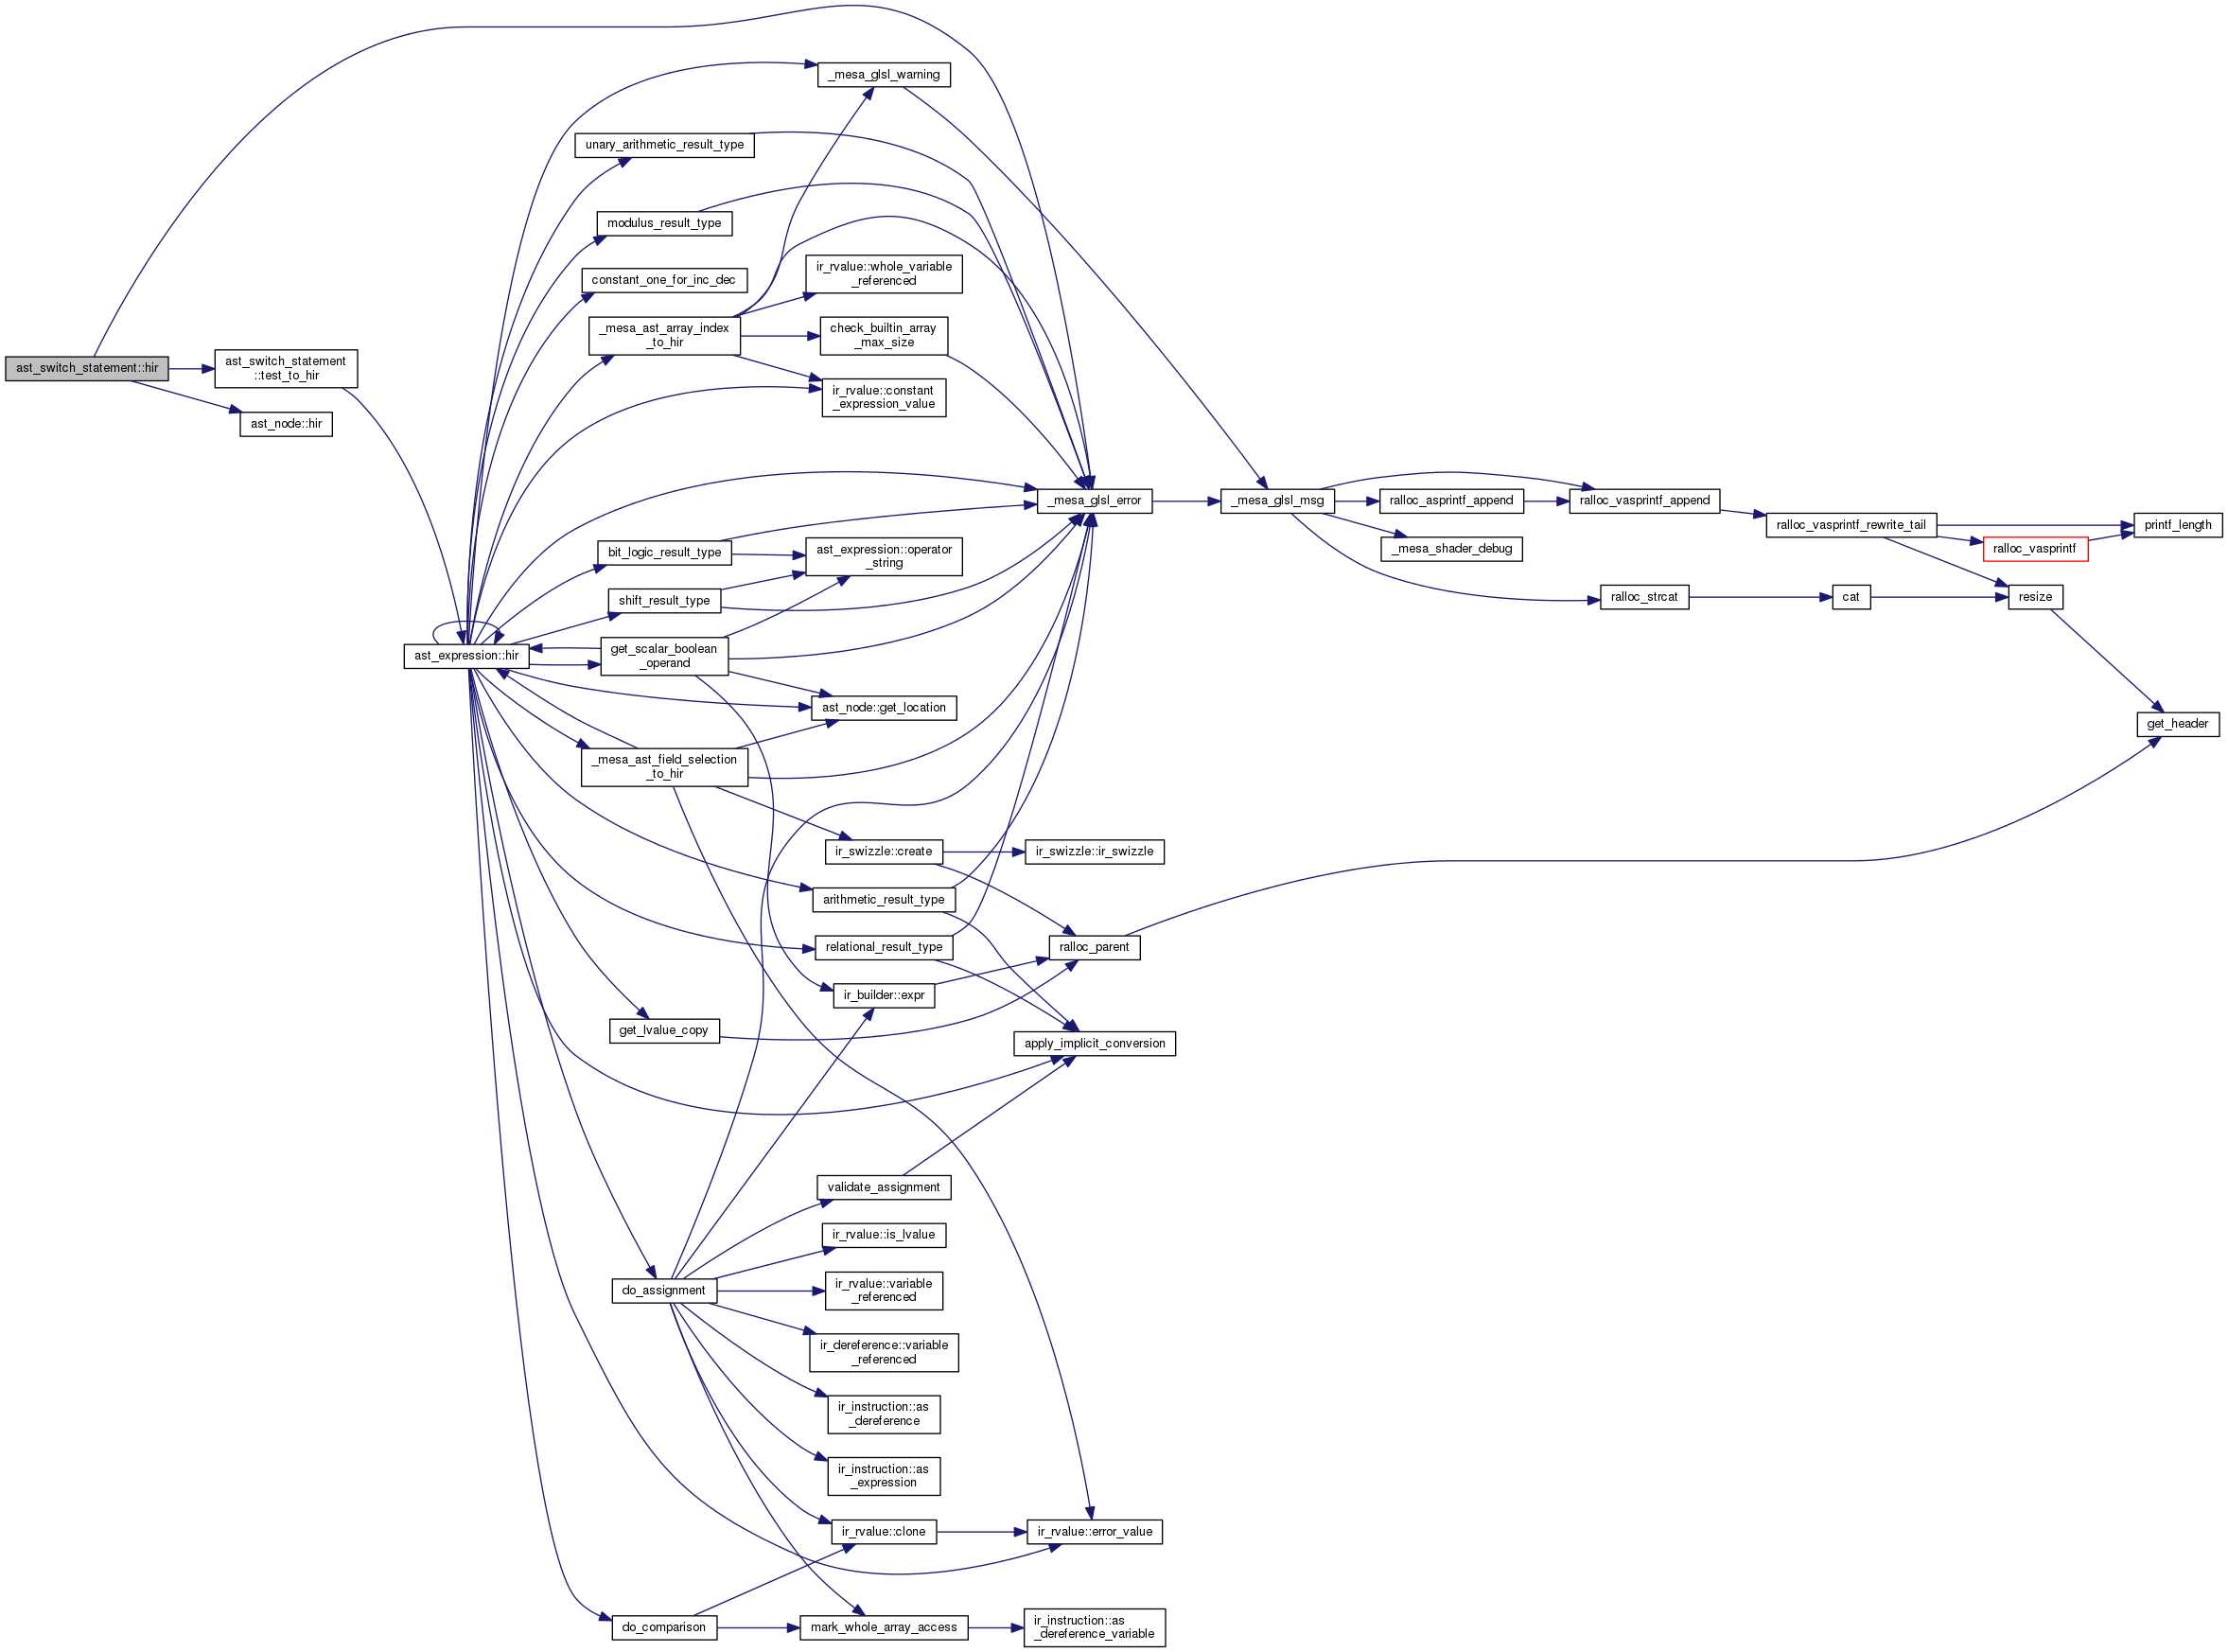 _mesa_glsl_warning
unary_arithmetic_result_type
modulus_result_type
constant_one_for_inc_dec
ir_rvalue::whole_variable
_referenced
_mesa_ast_array_index
_to_hir
check_builtin_array
_max_size
ast_switch_statement::hir
ast_switch_statement
::test_to_hir
ir_rvalue::constant
_expression_value
ast_node::hir
_mesa_glsl_error
_mesa_glsl_msg
ralloc_asprintf_append
ralloc_vasprintf_append
ralloc_vasprintf_rewrite_tail
printf_length
bit_logic_result_type
ast_expression::operator
_string
_mesa_shader_debug
ralloc_vasprintf
shift_result_type
ralloc_strcat
cat
resize
ast_expression::hir
get_scalar_boolean
_operand
ast_node::get_location
get_header
_mesa_ast_field_selection
_to_hir
ir_swizzle::create
ir_swizzle::ir_swizzle
arithmetic_result_type
relational_result_type
ralloc_parent
ir_builder::expr
get_lvalue_copy
apply_implicit_conversion
validate_assignment
ir_rvalue::is_lvalue
do_assignment
ir_rvalue::variable
_referenced
ir_dereference::variable
_referenced
ir_instruction::as
_dereference
ir_instruction::as
_expression
ir_rvalue::clone
ir_rvalue::error_value
do_comparison
mark_whole_array_access
ir_instruction::as
_dereference_variable